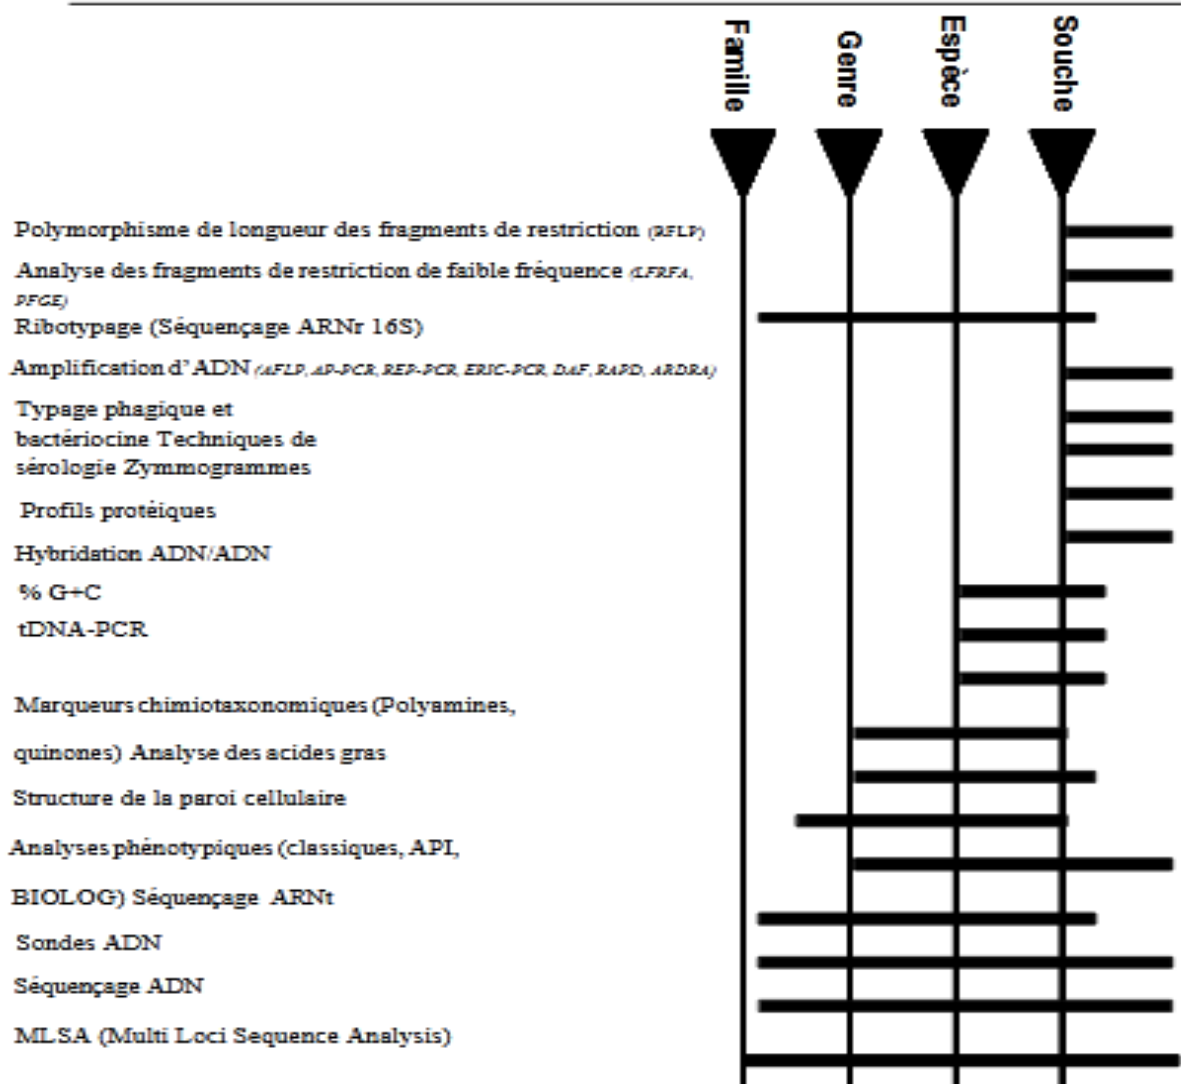 Famille
Genre
Espèce
Souche
Polymorphisme de longueur des fragments de restriction (RFLP)
Analyse des fragments de restriction de faible fréquence (LFRFA,
PFGE)
Ribotypage (Séquençage ARNr 16S)
Amplification d’ ADN (AFLP, AP-PCR, REP-PCR, ERIC-PCR, DAF, RAPD, ARDRA)
Typage phagique et
bactériocine Techniques de
sérologie Zymmogrammes
Profils protéiques
Hybridation ADN/ADN
% G+C
tDNA-PCR
Marqueurs chimiotaxonomiques (Polyamines,
quinones) Analyse des acides gras
Structure de la paroi cellulaire
Analyses phénotypiques (classiques, API,
BIOLOG) Séquençage ARNt
Sondes ADN
Séquençage ADN
MLSA (Multi Loci Sequence Analysis)